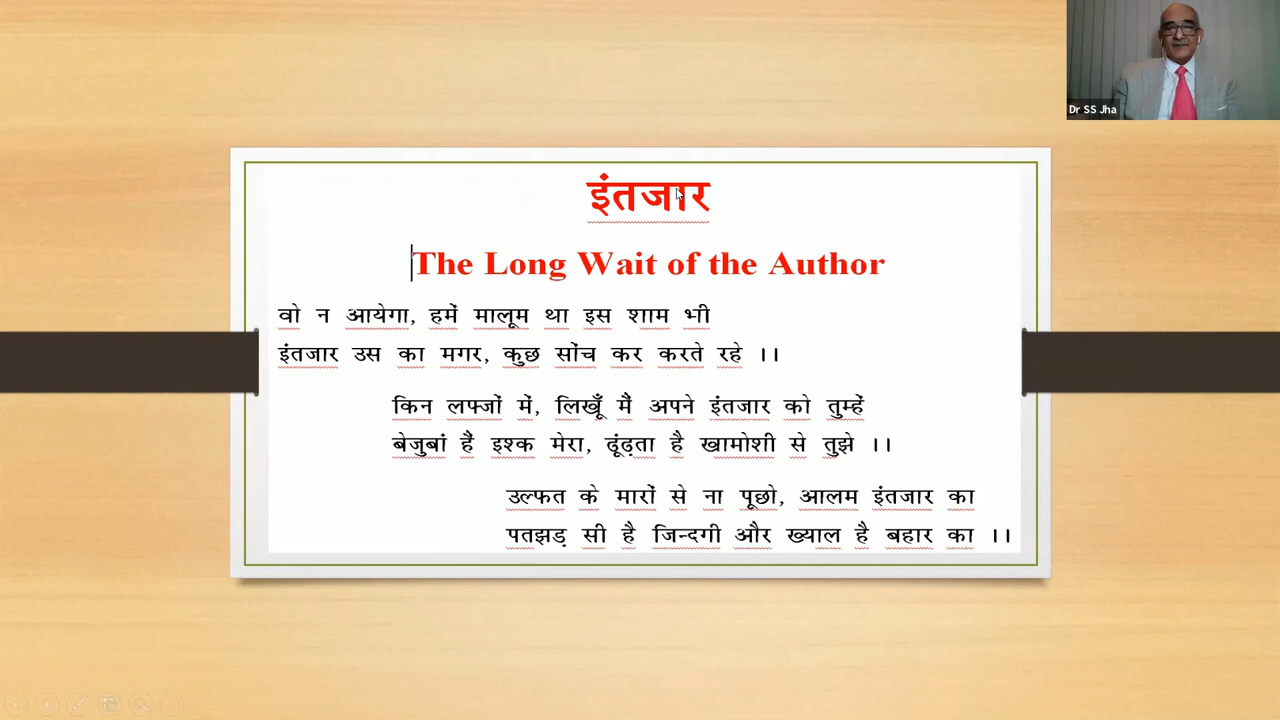 Dr SS Jha
इंतजार
The Long Wait of the Author
वो न आयेगा, हमें मालूम था इस शाम भी
इंतजार उस का मगर, कुछ सोंच कर करते रहे ।।
किन लफ्जों में, लिखूँ मैं अपने इंतजार को तुम्हें
बेजुबां हैं इश्क मेरा, ढूंढ़ता है खामोशी से तुझे ।।
उल्फत के मारों से ना पूछो, आलम इंतजार का
पतझड़ सी है जिन्दगी और ख्याल है बहार का ।।